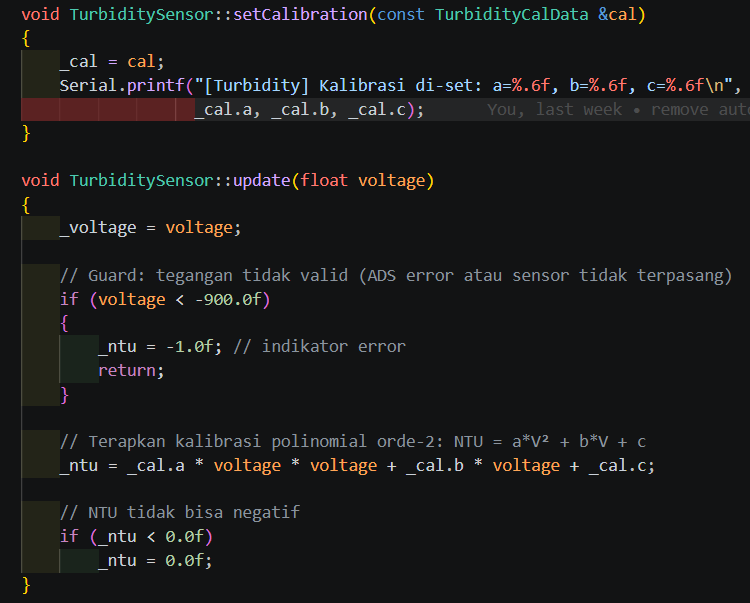 void TurbiditySensor::setCalibration(const TurbidityCalData &cal)
{
    _cal = cal;
    Serial.printf("[Turbidity] Kalibrasi di-set: a=%.6f, b=%.6f, c=%.6f\n",
                  _cal.a, _cal.b, _cal.c);      You, last week • remove
}

void TurbiditySensor::update(float voltage)
{
    _voltage = voltage;

    // Guard: tegangan tidak valid (ADS error atau sensor tidak terpasang)
    if (voltage < -900.0f)
    {
        _ntu = -1.0f; // indikator error
        return;
    }

    // Terapkan kalibrasi polinomial orde-2: NTU = a*V² + b*V + c
    _ntu = _cal.a * voltage * voltage + _cal.b * voltage + _cal.c;

    // NTU tidak bisa negatif
    if (_ntu < 0.0f)
        _ntu = 0.0f;
}